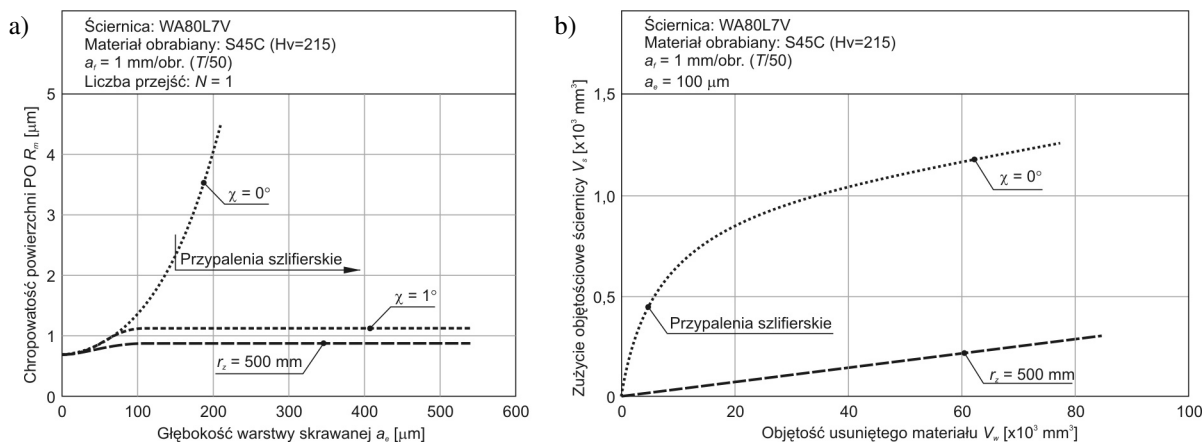 a)
Ściernica: WA80L7V
Materiał obrabiany: S45C (Hv=215)
a_f = 1 mm/obr. (T/50)
Liczba przejść: N = 1
Chropowatość powierzchni PO R_m [μm]
5
4
3
2
1
0
χ = 0°
Przypalenia szlifierskie
χ = 1°
r_z = 500 mm
0 100 200 300 400 500 600
Głębokość warstwy skrawanej a_e [μm]
b)
Ściernica: WA80L7V
Materiał obrabiany: S45C (Hv=215)
a_f = 1 mm/obr. (T/50)
a_e = 100 μm
Zużycie objętościowe ściernicy V_s [x10³ mm³]
1,5
1,0
0,5
0
χ = 0°
Przypalenia szlifierskie
r_z = 500 mm
0 20 40 60 80 100
Objętość usuniętego materiału V_w [x10³ mm³]